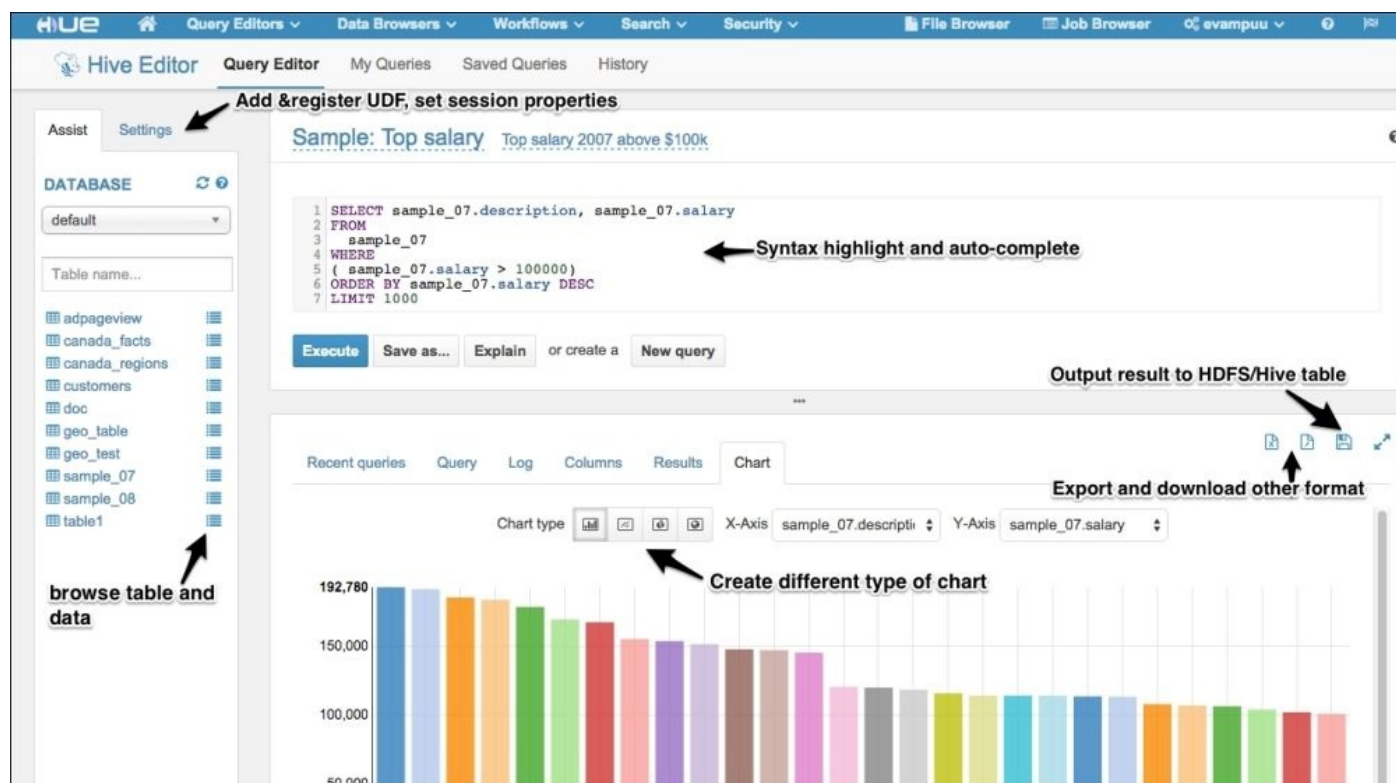 HUE Query Editors Data Browsers Workflows Search Security File Browser Job Browser evampuu
Hive Editor Query Editor My Queries Saved Queries History
Add &register UDF, set session properties
Assist Settings
Sample: Top salary Top salary 2007 above $100k
DATABASE
default
Table name...
1 SELECT sample_07.description, sample_07.salary
2 FROM
3 sample_07
4 WHERE
5 ( sample_07.salary > 100000)
6 ORDER BY sample_07.salary DESC
7 LIMIT 1000
Syntax highlight and auto-complete
adpageview
canada_facts
canada_regions
customers
doc
geo_table
geo_test
sample_07
sample_08
table1
browse table and
data
Execute Save as... Explain or create a New query
Output result to HDFS/Hive table
Recent queries Query Log Columns Results Chart
Export and download other format
Chart type X-Axis sample_07.descripti Y-Axis sample_07.salary
Create different type of chart
192,780
150,000
100,000
50,000